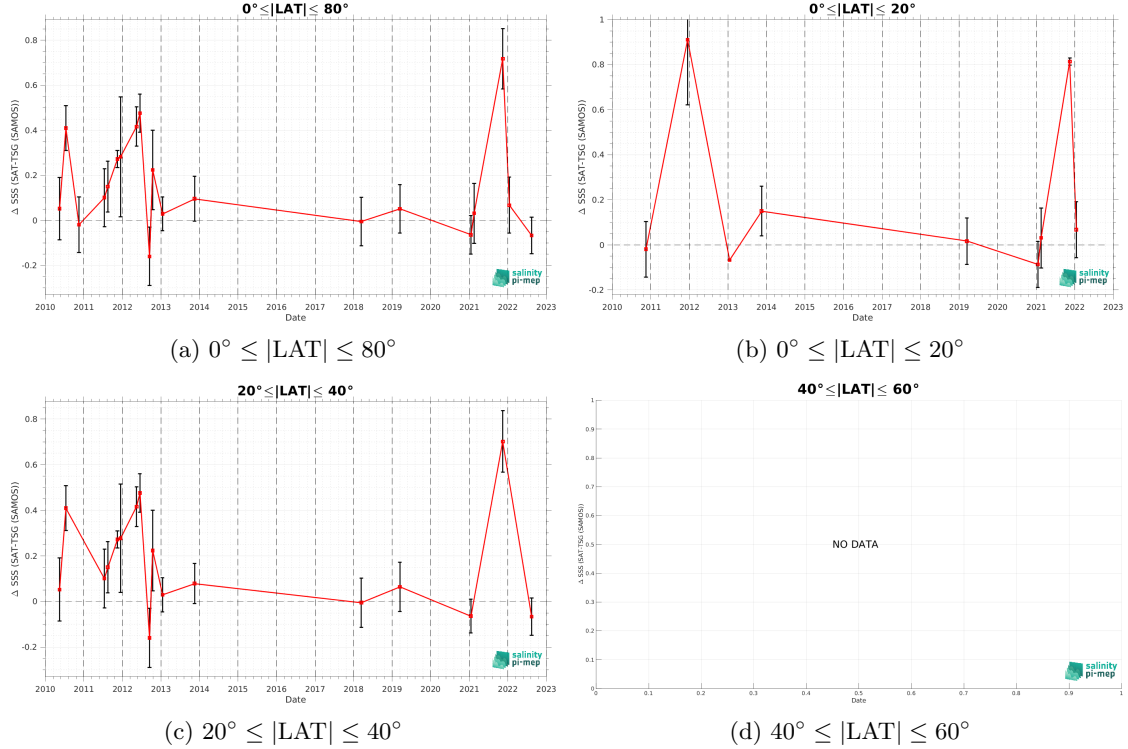 0°≤|LAT|≤ 80°
Δ SSS (SAT-TSG (SAMOS))
0.8
0.6
0.4
0.2
0
-0.2
2010 2011 2012 2013 2014 2015 2016 2017 2018 2019 2020 2021 2022 2023
Date
salinity
pi-mep
(a) 0° ≤ |LAT| ≤ 80°
0°≤|LAT|≤ 20°
Δ SSS (SAT-TSG (SAMOS))
1
0.8
0.6
0.4
0.2
0
-0.2
2010 2011 2012 2013 2014 2015 2016 2017 2018 2019 2020 2021 2022 2023
Date
salinity
pi-mep
(b) 0° ≤ |LAT| ≤ 20°
20°≤|LAT|≤ 40°
Δ SSS (SAT-TSG (SAMOS))
0.8
0.6
0.4
0.2
0
-0.2
2010 2011 2012 2013 2014 2015 2016 2017 2018 2019 2020 2021 2022 2023
Date
salinity
pi-mep
(c) 20° ≤ |LAT| ≤ 40°
40°≤|LAT|≤ 60°
Δ SSS (SAT-TSG (SAMOS))
1
0.9
0.8
0.7
0.6
0.5
0.4
0.3
0.2
0.1
0
NO DATA
0 0.1 0.2 0.3 0.4 0.5 0.6 0.7 0.8 0.9 1
Date
salinity
pi-mep
(d) 40° ≤ |LAT| ≤ 60°